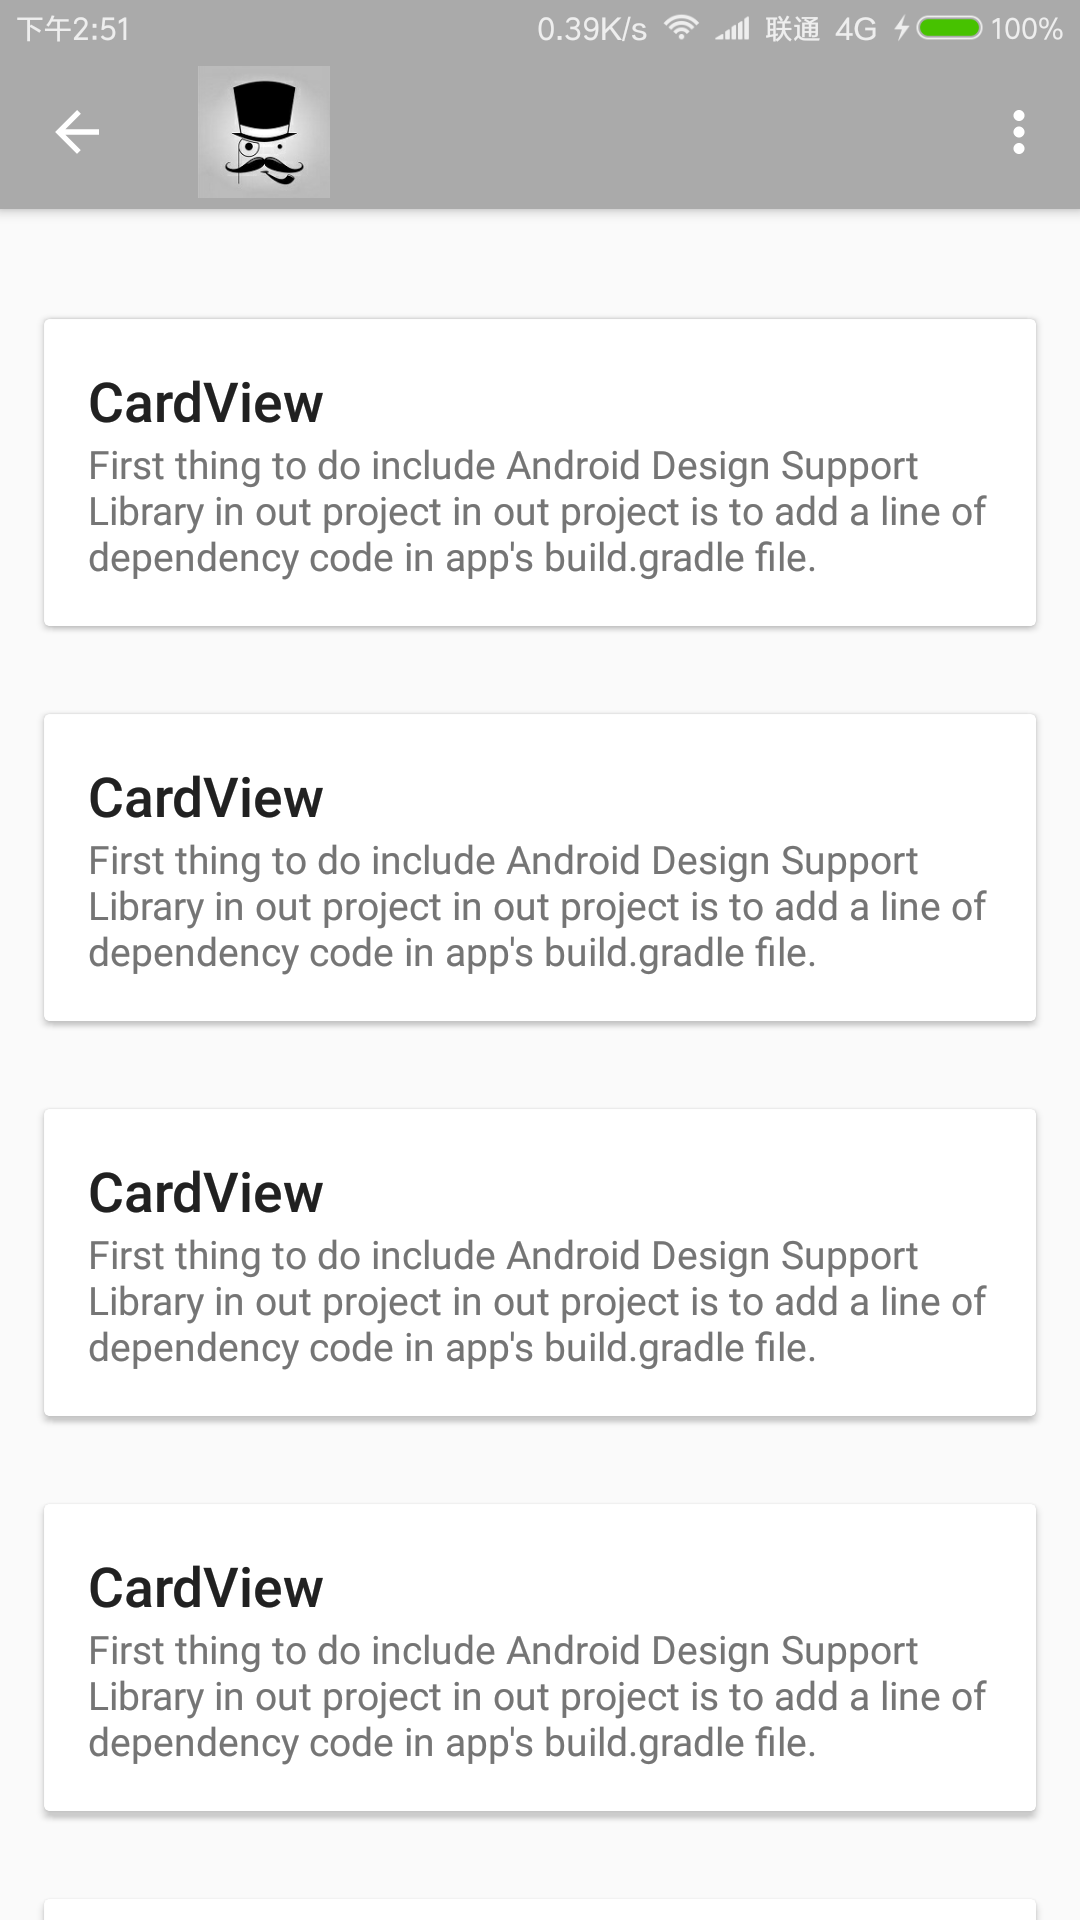 下午2:51 0.39K/s 联通 4G 100%
CardView
First thing to do include Android Design Support
Library in out project in out project is to add a line of
dependency code in app's build.gradle file.
CardView
First thing to do include Android Design Support
Library in out project in out project is to add a line of
dependency code in app's build.gradle file.
CardView
First thing to do include Android Design Support
Library in out project in out project is to add a line of
dependency code in app's build.gradle file.
CardView
First thing to do include Android Design Support
Library in out project in out project is to add a line of
dependency code in app's build.gradle file.